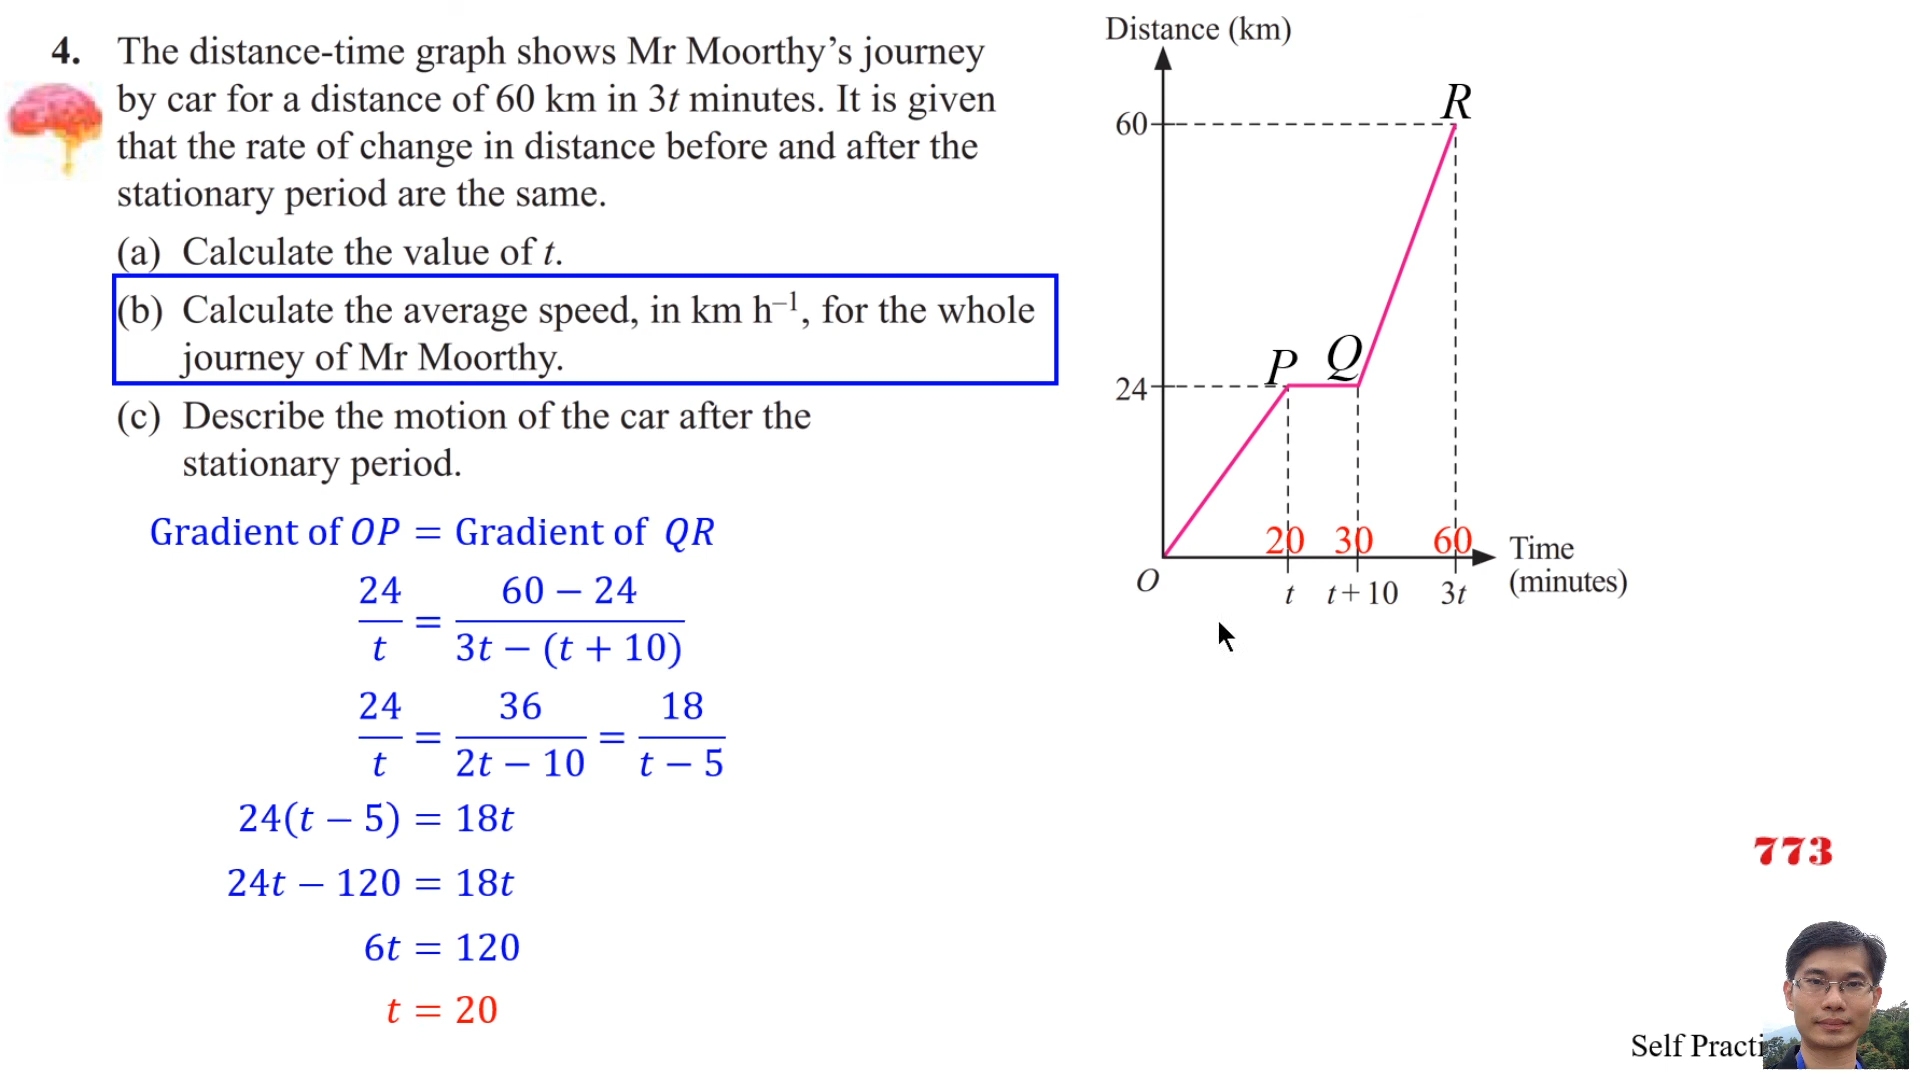 4. The distance-time graph shows Mr Moorthy’s journey
by car for a distance of 60 km in 3t minutes. It is given
that the rate of change in distance before and after the
stationary period are the same.
(a) Calculate the value of t.
(b) Calculate the average speed, in km h⁻¹, for the whole
journey of Mr Moorthy.
(c) Describe the motion of the car after the
stationary period.
Gradient of OP = Gradient of QR
24/t = (60 − 24)/(3t − (t + 10))
24/t = 36/(2t − 10) = 18/(t − 5)
24(t − 5) = 18t
24t − 120 = 18t
6t = 120
t = 20
Distance (km)
R
60
P Q
24
20 30 60
Time
(minutes)
O
t t + 10 3t
773
Self Practi